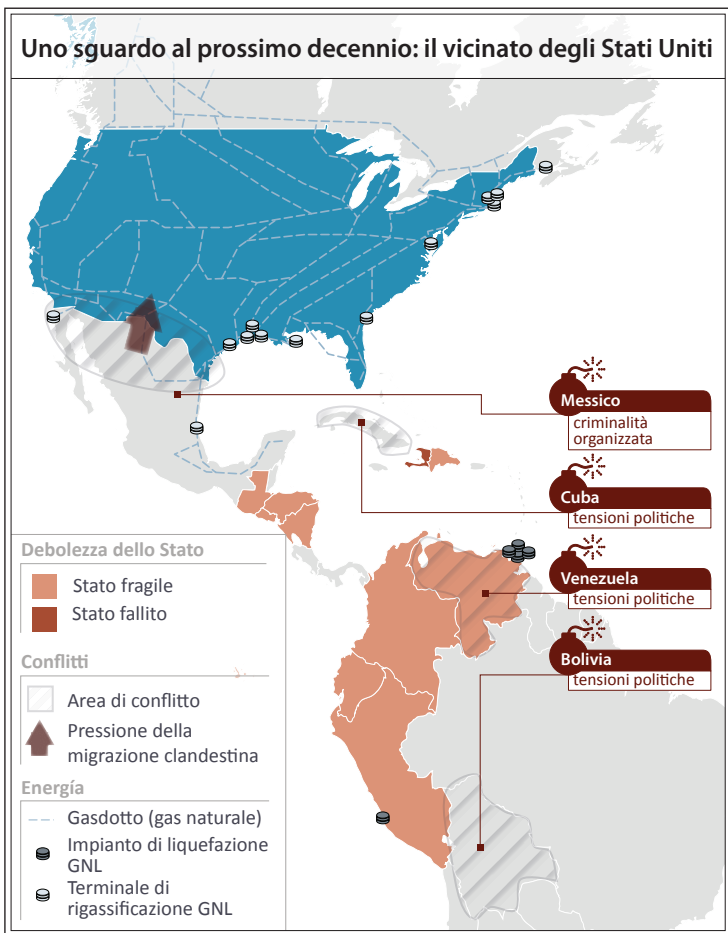 Uno sguardo al prossimo decennio: il vicinato degli Stati Uniti
Messico
criminalità
organizzata
Cuba
tensioni politiche
Venezuela
tensioni politiche
Bolivia
tensioni politiche
Debolezza dello Stato
Stato fragile
Stato fallito
Conflitti
Area di conflitto
Pressione della
migrazione clandestina
Energía
Gasdotto (gas naturale)
Impianto di liquefazione
GNL
Terminale di
rigassificazione GNL